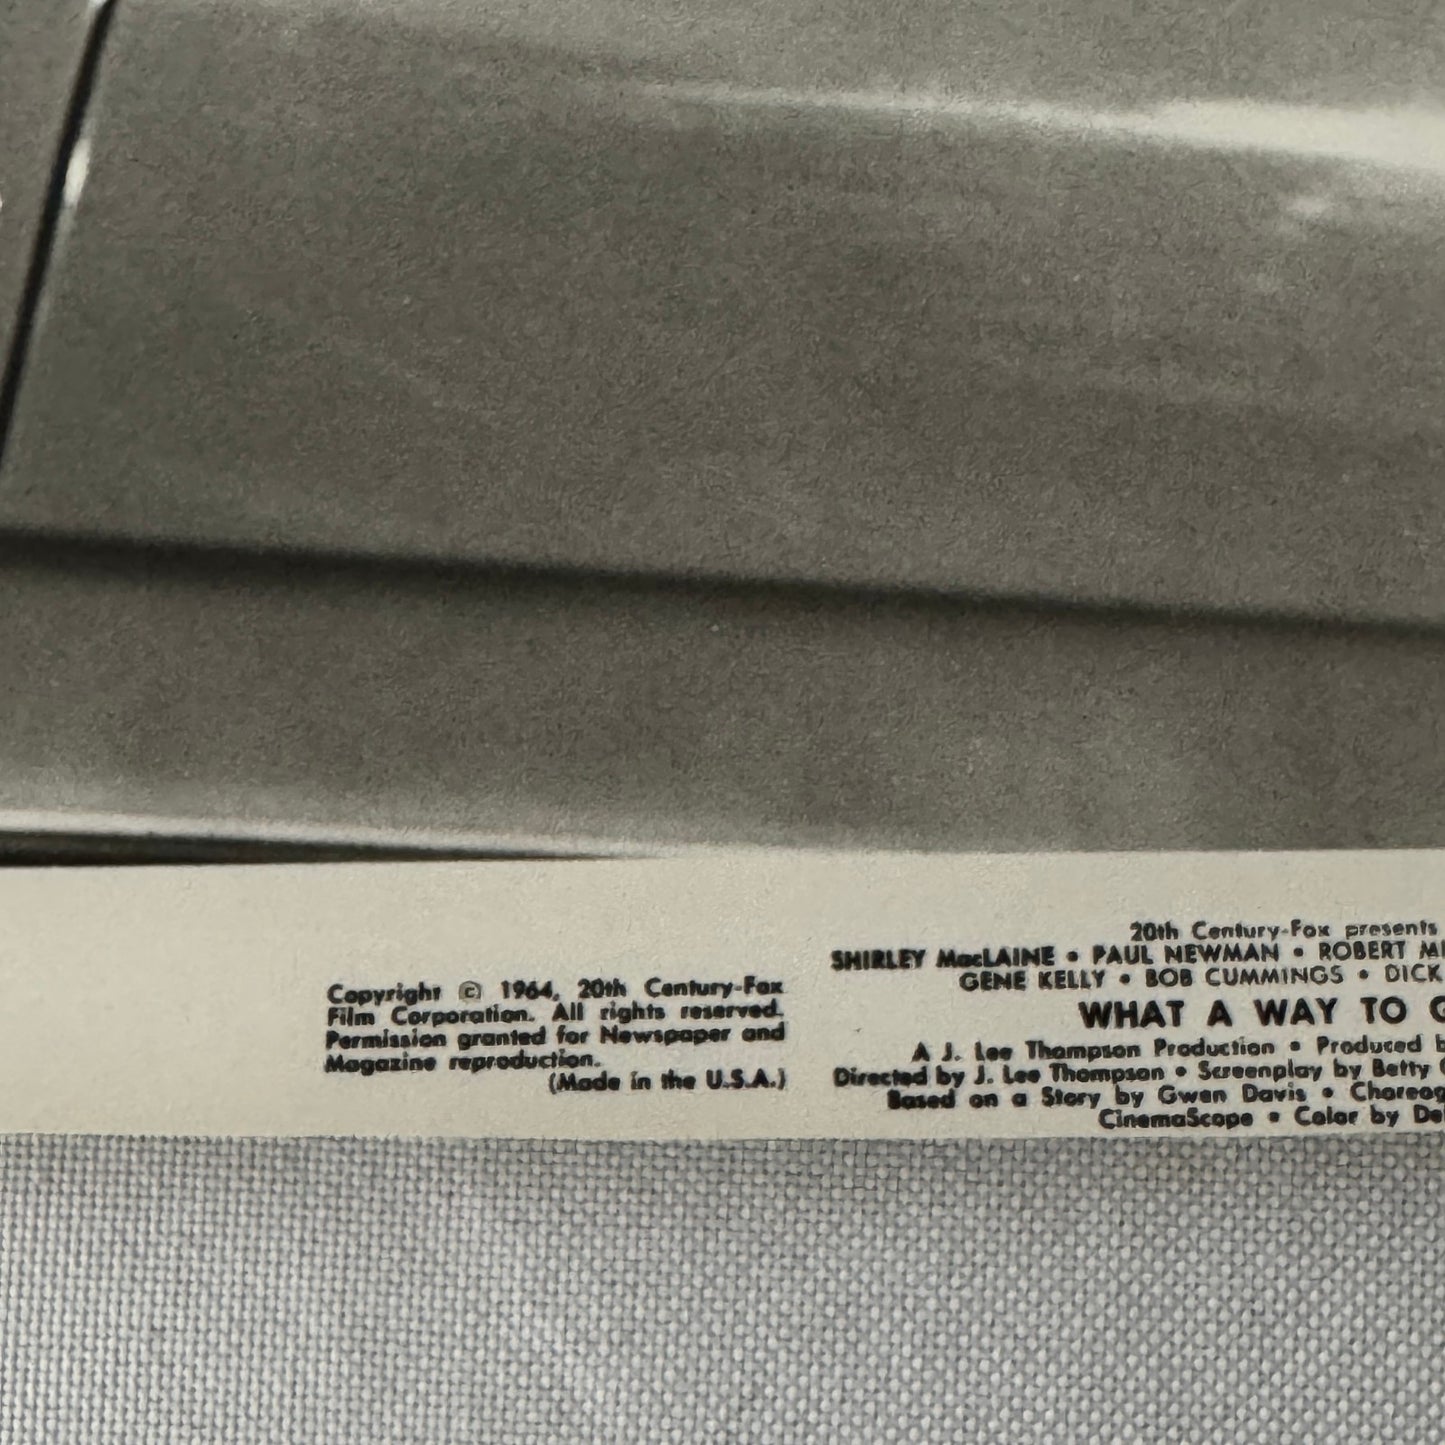 Copyright © 1964, 20th Century-Fox
Film Corporation. All rights reserved.
Permission granted for Newspaper and
Magazine reproduction.
(Made in the U.S.A.)
20th Century-Fox presents
SHIRLEY MacLAINE • PAUL NEWMAN • ROBERT MI
GENE KELLY • BOB CUMMINGS • DICK
WHAT A WAY TO G
A J. Lee Thompson Production • Produced b
Directed by J. Lee Thompson • Screenplay by Betty
Based on a Story by Gwen Davis • Choreog
CinemaScope • Color by De